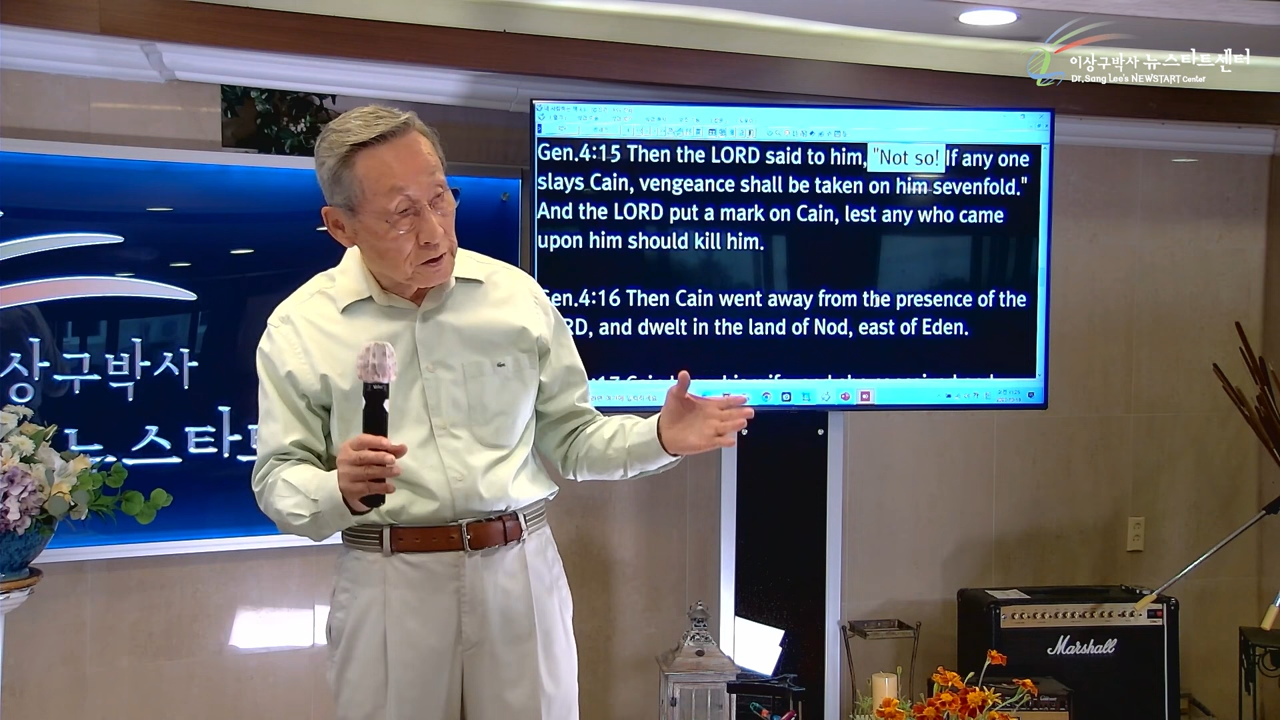 이상구박사 뉴스타트센터
Dr. Sang Lee's NEWSTART Center
Gen.4:15 Then the LORD said to him, "Not so! If any one
slays Cain, vengeance shall be taken on him sevenfold."
And the LORD put a mark on Cain, lest any who came
upon him should kill him.
Gen.4:16 Then Cain went away from the presence of the
LORD, and dwelt in the land of Nod, east of Eden.
상구박사
뉴스타트
Marshall